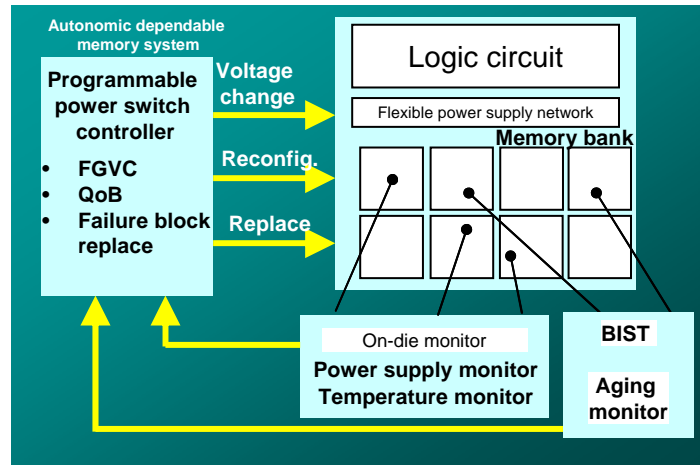 Autonomic dependable
memory system
Programmable
power switch
controller
• FGVC
• QoB
• Failure block
replace
Voltage
change
Reconfig.
Replace
Logic circuit
Flexible power supply network
Memory bank
On-die monitor
Power supply monitor
Temperature monitor
BIST
Aging
monitor